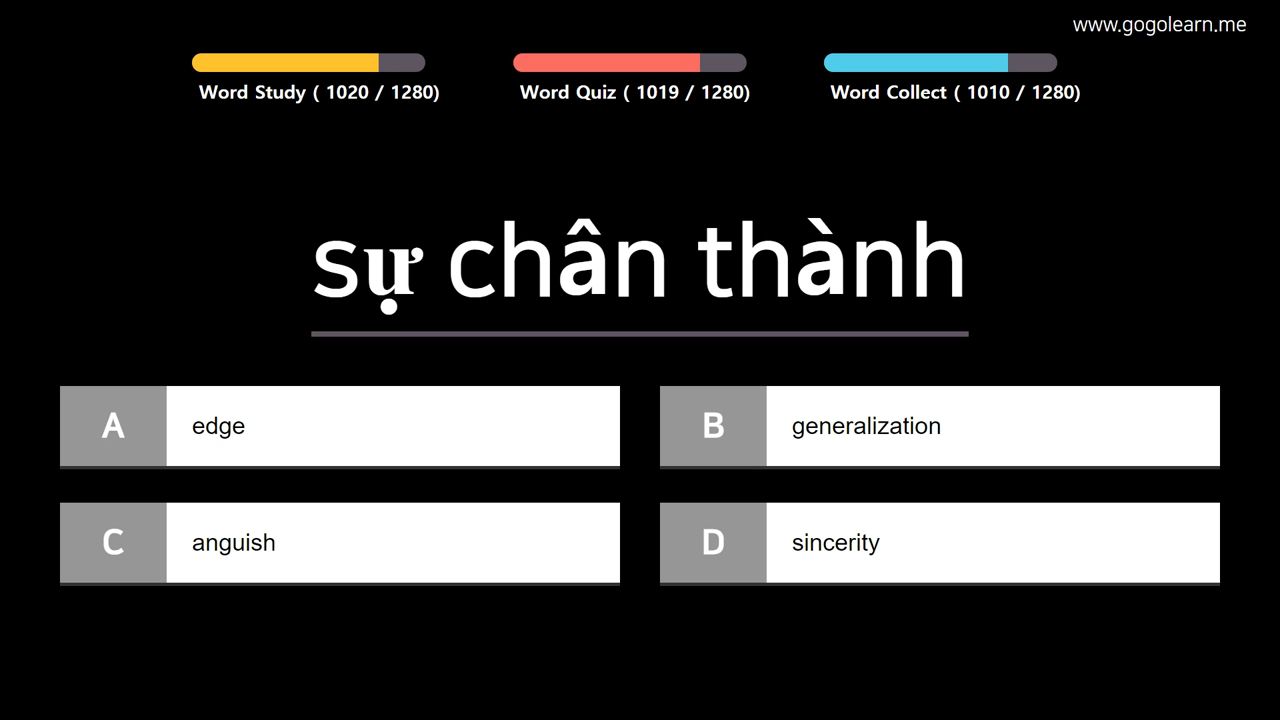 www.gogolearn.me
Word Study ( 1020 / 1280)
Word Quiz ( 1019 / 1280)
Word Collect ( 1010 / 1280)
sự chân thành
A edge
B generalization
C anguish
D sincerity